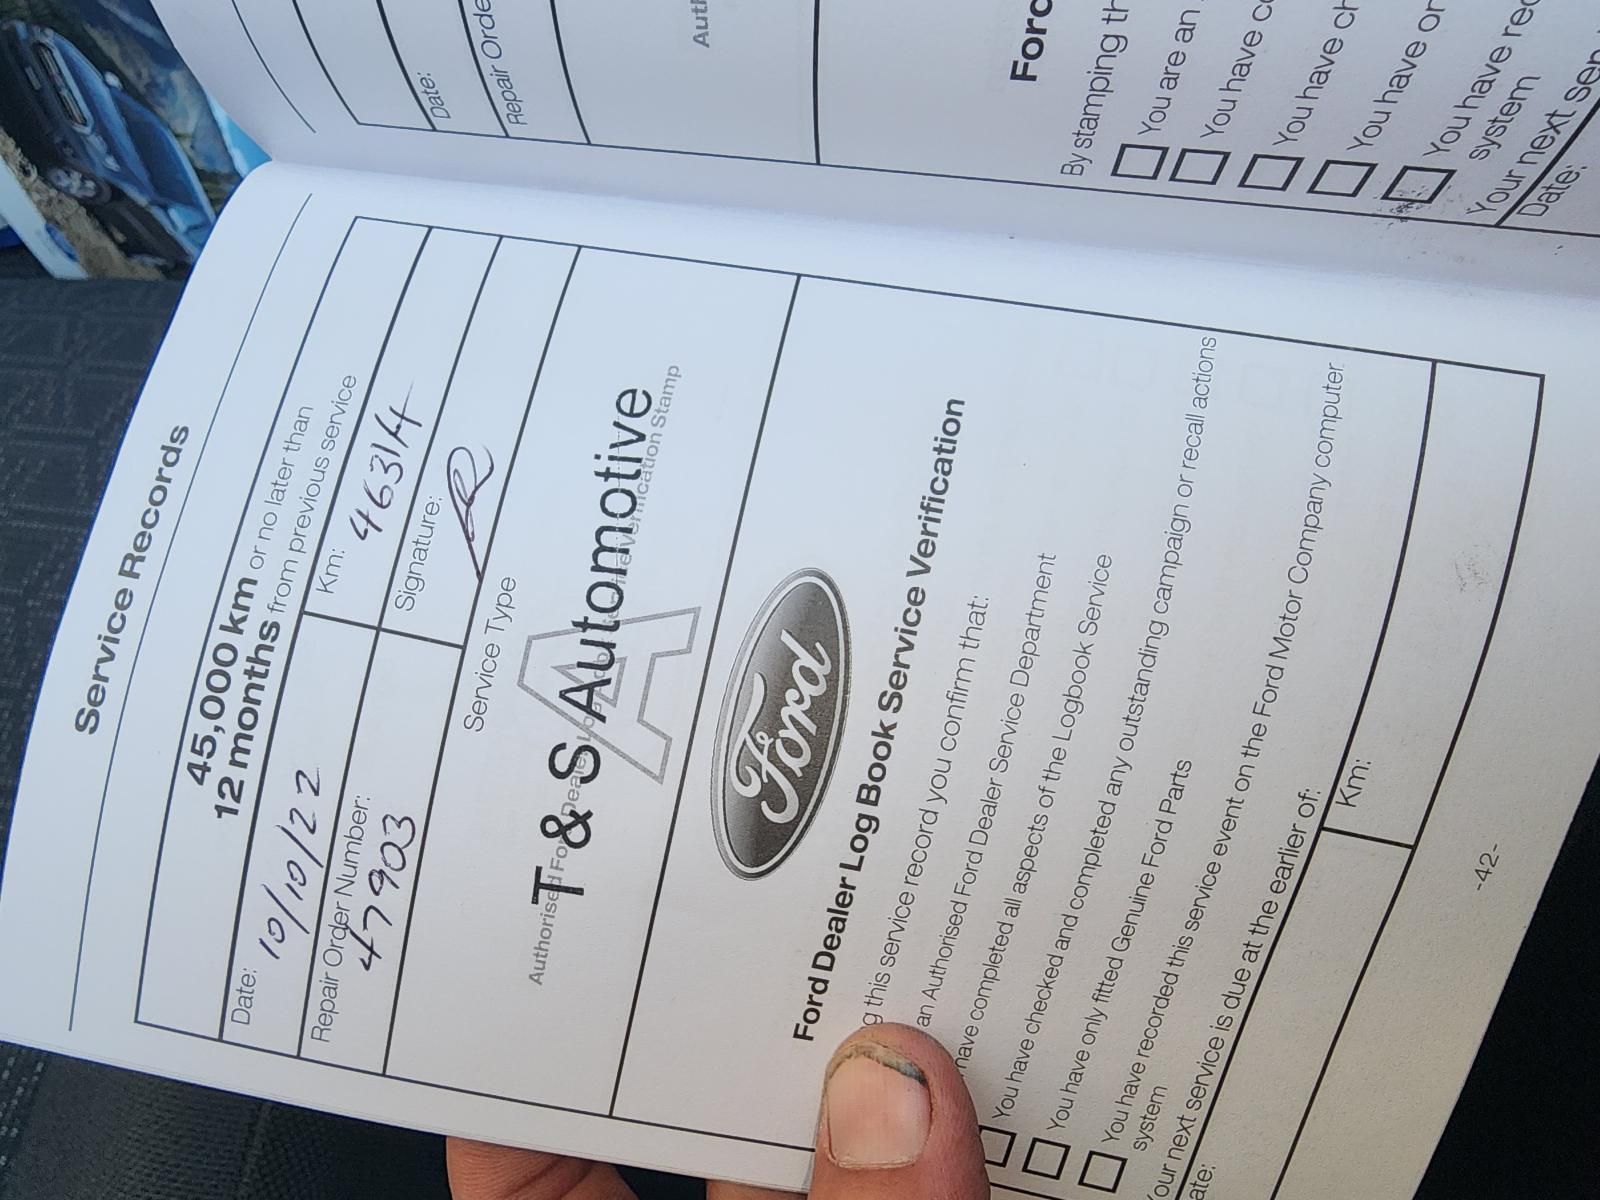 Service Records
45,000 km or no later than
12 months from previous service
Date: 10/10/22
Km: 46314
Repair Order Number: 47903
Signature:
Service Type
T & S Automotive
Authorised Ford Dealer Verification Stamp
Ford
Ford Dealer Log Book Service Verification
g this service record you confirm that:
an Authorised Ford Dealer Service Department
have completed all aspects of the Logbook Service
You have checked and completed any outstanding campaign or recall actions
You have only fitted Genuine Ford Parts
You have recorded this service event on the Ford Motor Company computer
system
Your next service is due at the earlier of:
ate:
Km:
-42-
Date:
Repair Orde
Auth
Forc
By stamping th
You are an
You have co
You have ch
You have on
You have rec
system
Your next ser
Date: